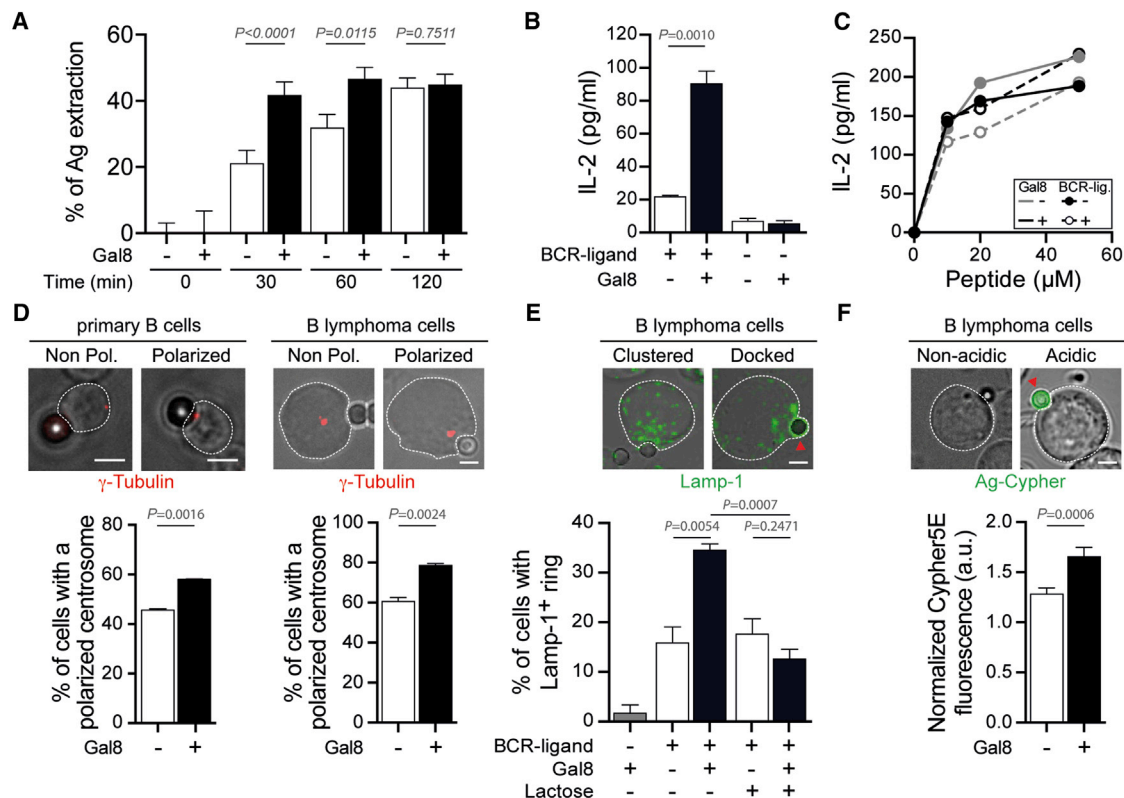 A
% of Ag extraction
60
40
20
0
P<0.0001
P=0.0115
P=0.7511
- + - + - + - +
Gal8
Time (min)
0 30 60 120
B
IL-2 (pg/ml)
120
100
80
60
40
20
0
P=0.0010
BCR-ligand + + - -
Gal8 - + - +
C
IL-2 (pg/ml)
250
200
150
100
50
0
0 20 40 60
Peptide (µM)
Gal8 BCR-lig.
- -
+ +
D
primary B cells
Non Pol. Polarized
γ-Tubulin
% of cells with a
polarized centrosome
80
60
40
20
0
P=0.0016
Gal8 - +
B lymphoma cells
Non Pol. Polarized
γ-Tubulin
% of cells with a
polarized centrosome
100
80
60
40
20
0
P=0.0024
Gal8 - +
E
B lymphoma cells
Clustered Docked
Lamp-1
% of cells with
Lamp-1+ ring
40
30
20
10
0
P=0.0007
P=0.0054
P=0.2471
BCR-ligand - + + + +
Gal8 + - + - +
Lactose + +
F
B lymphoma cells
Non-acidic Acidic
Ag-Cypher
Normalized Cypher5E
fluorescence (a.u.)
2.0
1.5
1.0
0.5
0.0
P=0.0006
Gal8 - +